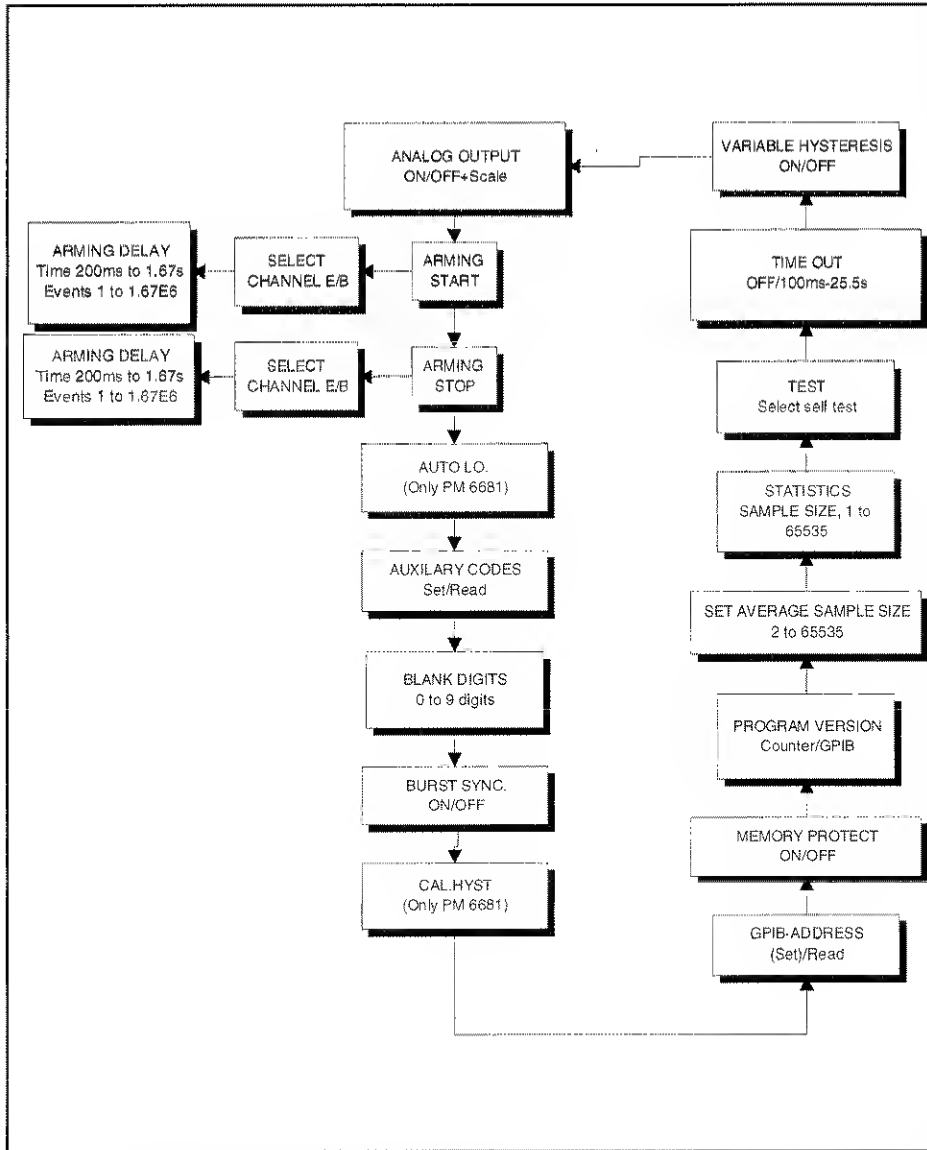 ANALOG OUTPUT
ON/OFF+Scale
VARIABLE HYSTERESIS
ON/OFF
ARMING DELAY
Time 200ms to 1.67s
Events 1 to 1.67E6
SELECT
CHANNEL E/B
ARMING
START
TIME OUT
OFF/100ms-25.5s
ARMING DELAY
Time 200ms to 1.67s
Events 1 to 1.67E6
SELECT
CHANNEL E/B
ARMING
STOP
TEST
Select self test
AUTO LO.
(Only PM 6681)
STATISTICS
SAMPLE SIZE, 1 to
65535
AUXILARY CODES
Set/Read
SET AVERAGE SAMPLE SIZE
2 to 65535
BLANK DIGITS
0 to 9 digits
PROGRAM VERSION
Counter/GPIB
BURST SYNC.
ON/OFF
MEMORY PROTECT
ON/OFF
CAL.HYST
(Only PM 6681)
GPIB-ADDRESS
(Set)/Read